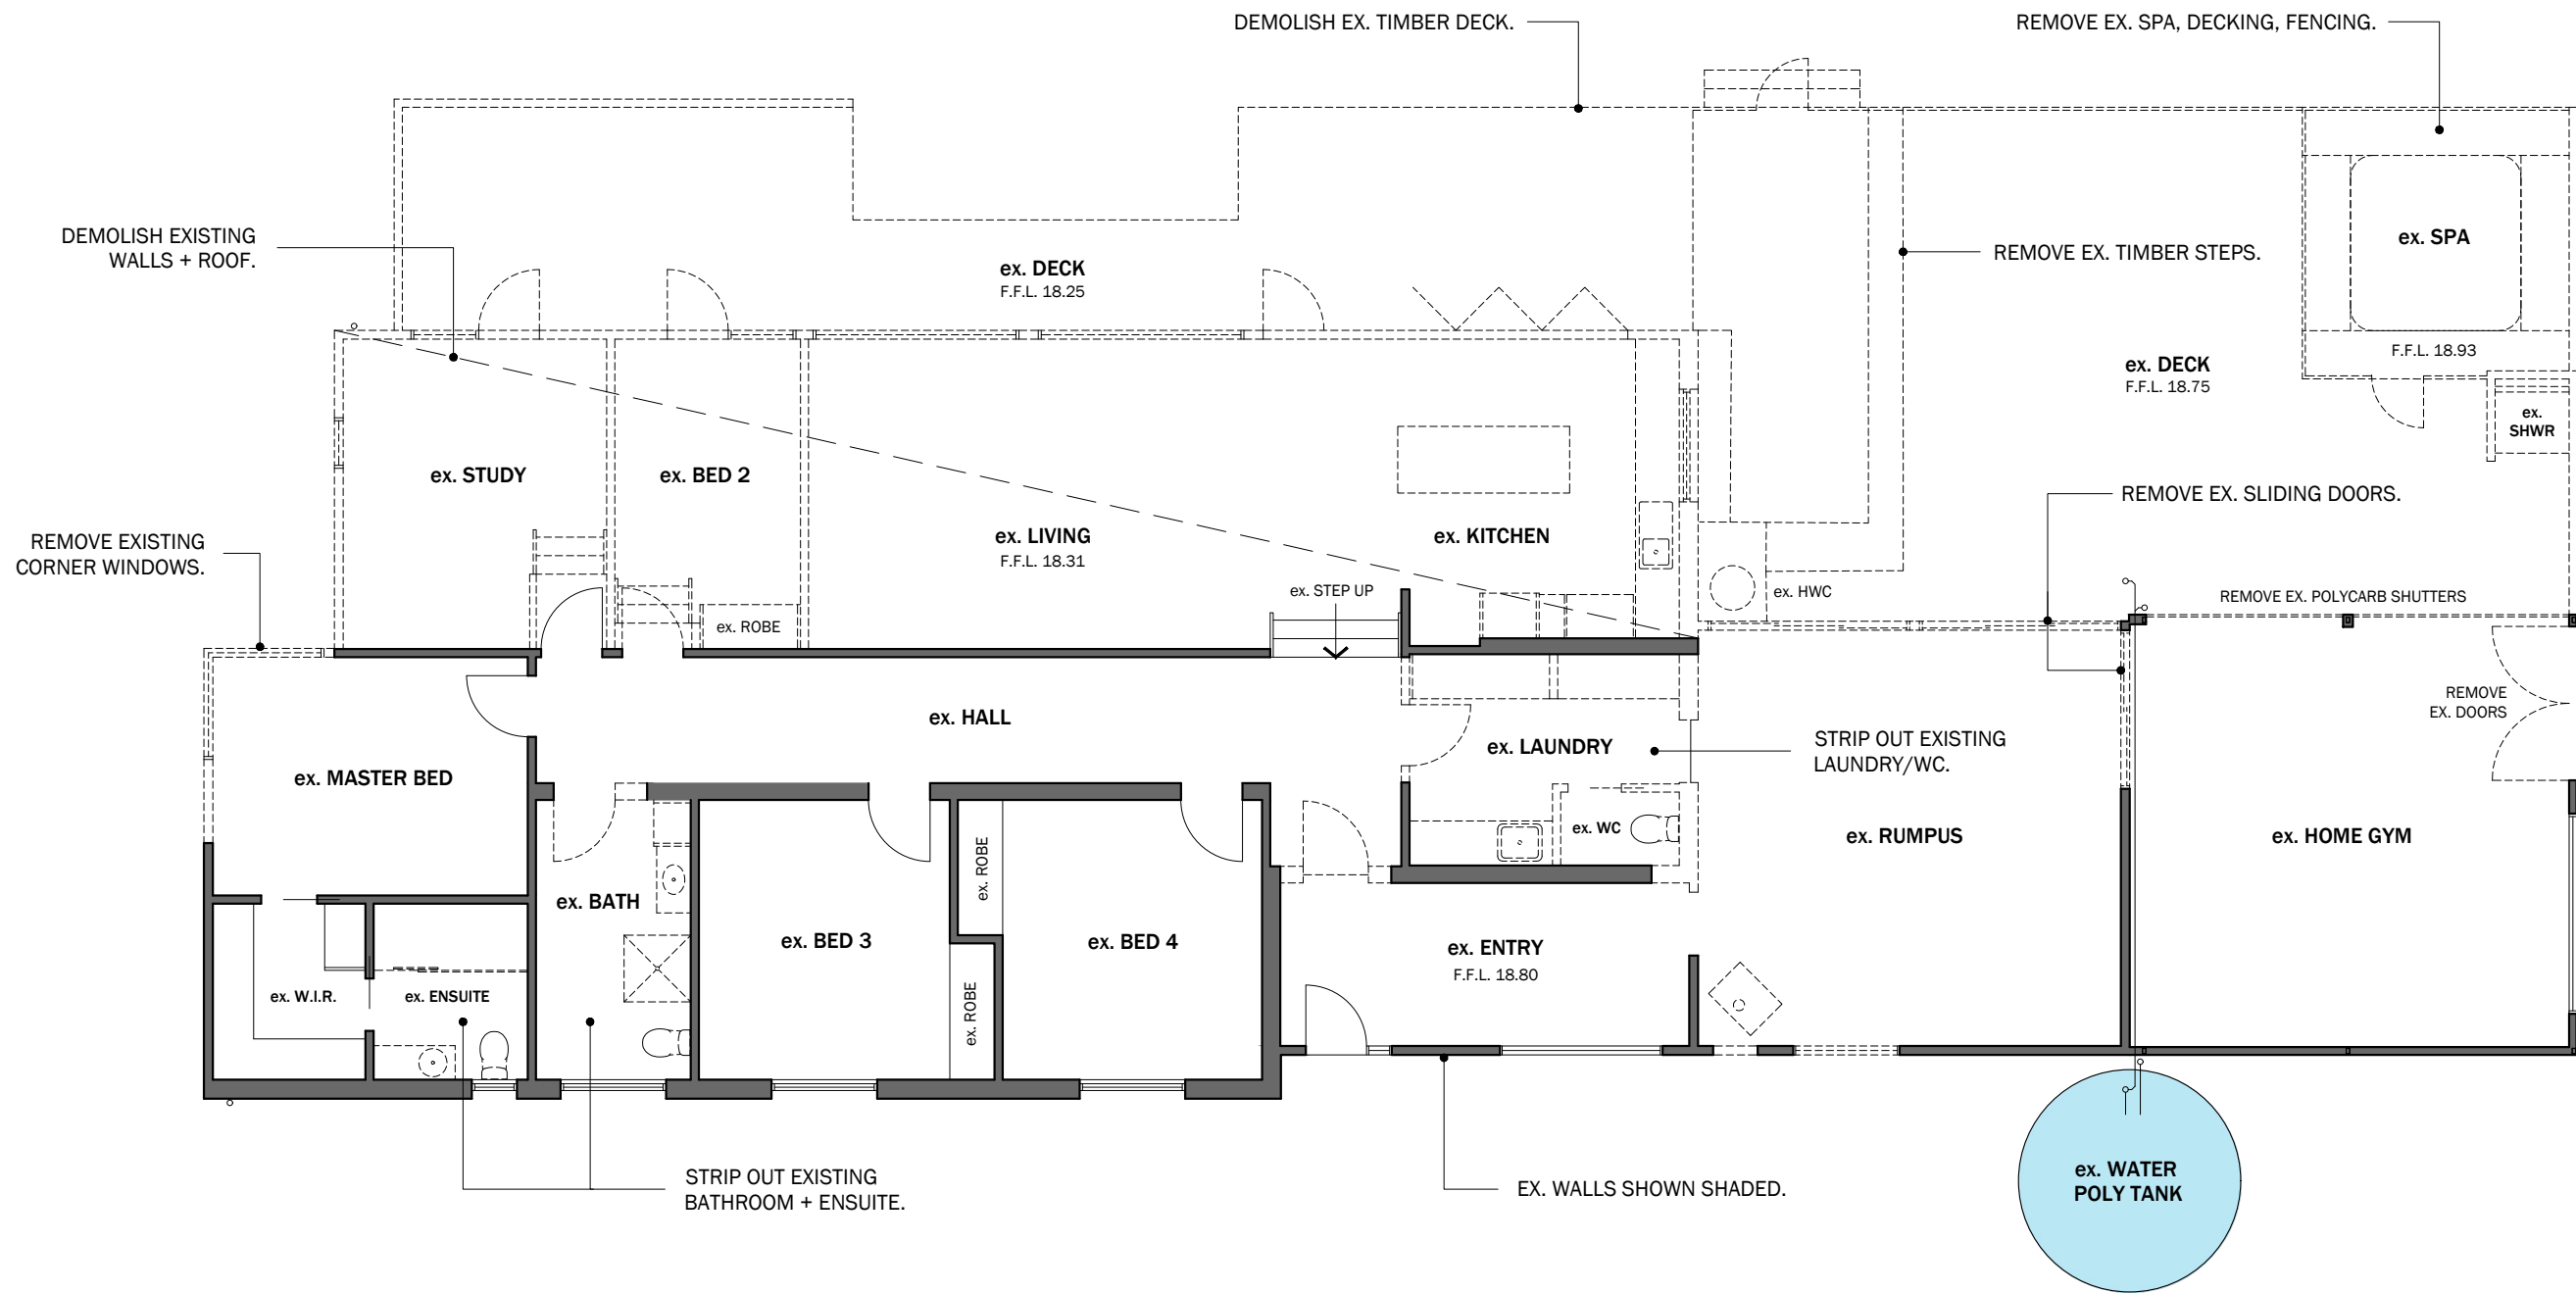 DEMOLISH EX. TIMBER DECK.
REMOVE EX. SPA, DECKING, FENCING.
DEMOLISH EXISTING
WALLS + ROOF.
ex. DECK
F.F.L. 18.25
REMOVE EX. TIMBER STEPS.
ex. SPA
F.F.L. 18.93
ex. DECK
F.F.L. 18.75
ex.
SHWR
ex. STUDY
ex. BED 2
ex. LIVING
F.F.L. 18.31
ex. KITCHEN
REMOVE EX. SLIDING DOORS.
REMOVE EXISTING
CORNER WINDOWS.
ex. STEP UP
ex. HWC
REMOVE EX. POLYCARB SHUTTERS
ex. ROBE
REMOVE
EX. DOORS
ex. HALL
ex. LAUNDRY
STRIP OUT EXISTING
LAUNDRY/WC.
ex. MASTER BED
ex. WC
ex. RUMPUS
ex. HOME GYM
ex. ROBE
ex. BATH
ex. BED 3
ex. BED 4
ex. ENTRY
F.F.L. 18.80
ex. W.I.R.
ex. ENSUITE
ex. ROBE
STRIP OUT EXISTING
BATHROOM + ENSUITE.
EX. WALLS SHOWN SHADED.
ex. WATER
POLY TANK